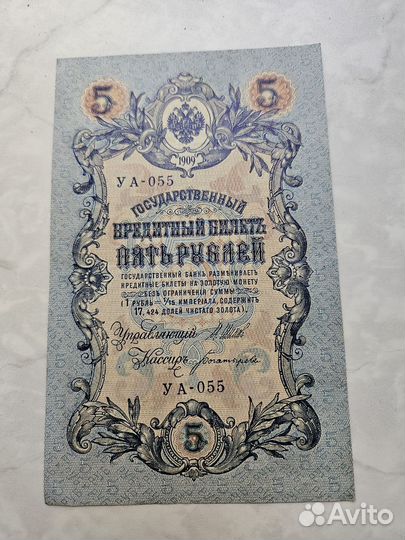 5 5
1909
УА-055
ГОСУДАРСТВЕННЫЙ
КРЕДИТНЫЙ БИЛЕТЪ
ПЯТЬ РУБЛЕЙ
ГОСУДАРСТВЕННЫЙ БАНКЪ РАЗМѢНИВАЕТЪ
КРЕДИТНЫЕ БИЛЕТЫ НА ЗОЛОТУЮ МОНЕТУ
БЕЗЪ ОГРАНИЧЕНІЯ СУММЫ
(1 РУБЛЬ = 1/15 ИМПЕРІАЛА, СОДЕРЖИТЪ
17,424 ДОЛЕЙ ЧИСТАГО ЗОЛОТА).
Управляющій
Кассиръ
УА-055
5
Avito